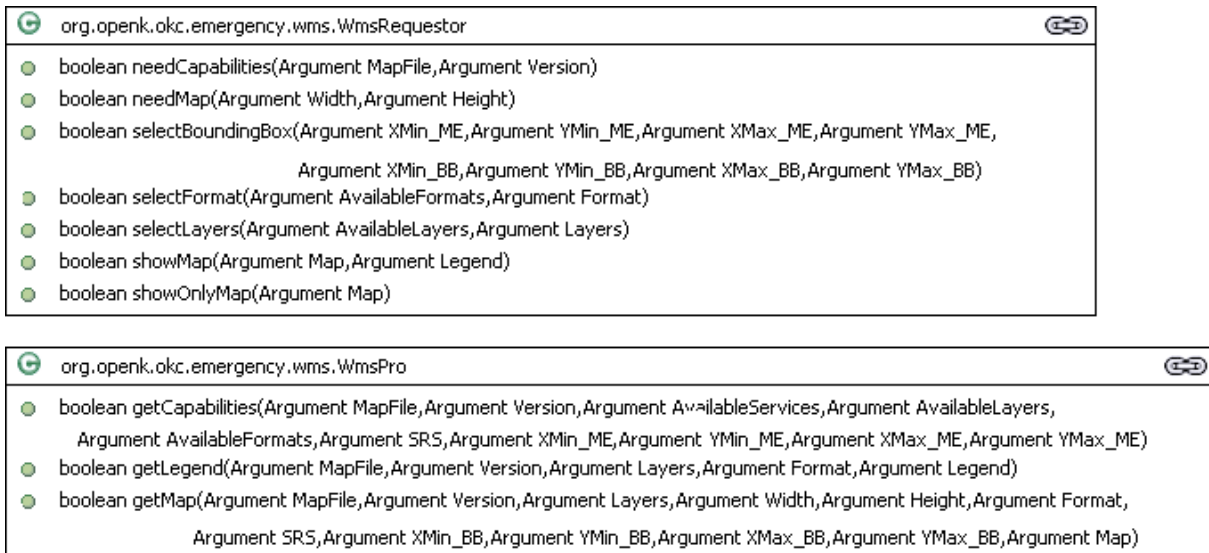 org.openk.okc.emergency.wms.WmsRequestor
boolean needCapabilities(Argument MapFile,Argument Version)
boolean needMap(Argument Width,Argument Height)
boolean selectBoundingBox(Argument XMin_ME,Argument YMin_ME,Argument XMax_ME,Argument YMax_ME,
Argument XMin_BB,Argument YMin_BB,Argument XMax_BB,Argument YMax_BB)
boolean selectFormat(Argument AvailableFormats,Argument Format)
boolean selectLayers(Argument AvailableLayers,Argument Layers)
boolean showMap(Argument Map,Argument Legend)
boolean showOnlyMap(Argument Map)
org.openk.okc.emergency.wms.WmsPro
boolean getCapabilities(Argument MapFile,Argument Version,Argument AvailableServices,Argument AvailableLayers,
Argument AvailableFormats,Argument SRS,Argument XMin_ME,Argument YMin_ME,Argument XMax_ME,Argument YMax_ME)
boolean getLegend(Argument MapFile,Argument Version,Argument Layers,Argument Format,Argument Legend)
boolean getMap(Argument MapFile,Argument Version,Argument Layers,Argument Width,Argument Height,Argument Format,
Argument SRS,Argument XMin_BB,Argument YMin_BB,Argument XMax_BB,Argument YMax_BB,Argument Map)